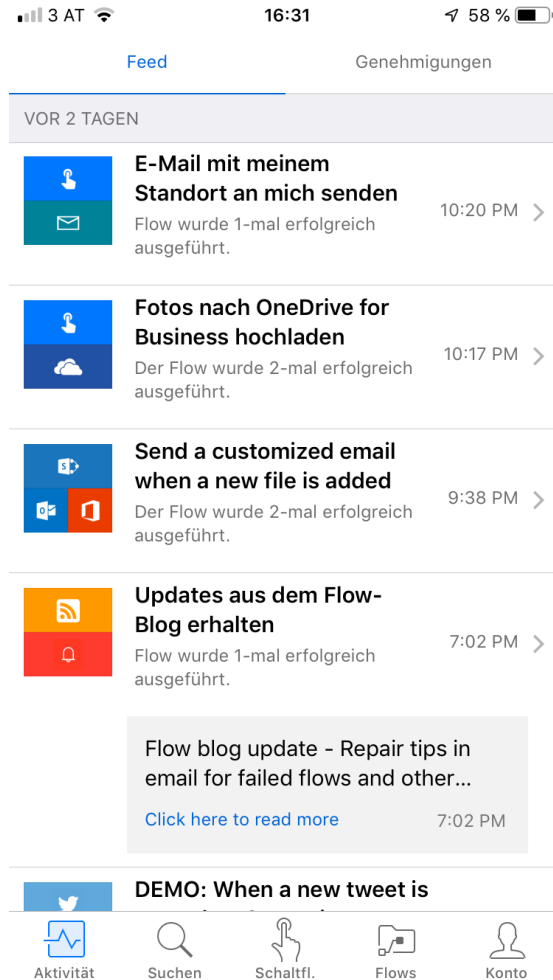 3 AT 16:31 58 %
Feed Genehmigungen
VOR 2 TAGEN
E-Mail mit meinem
Standort an mich senden
10:20 PM
Flow wurde 1-mal erfolgreich
ausgeführt.
Fotos nach OneDrive for
Business hochladen
10:17 PM
Der Flow wurde 2-mal erfolgreich
ausgeführt.
Send a customized email
when a new file is added
9:38 PM
Der Flow wurde 2-mal erfolgreich
ausgeführt.
Updates aus dem Flow-
Blog erhalten
7:02 PM
Flow wurde 1-mal erfolgreich
ausgeführt.
Flow blog update - Repair tips in
email for failed flows and other...
Click here to read more 7:02 PM
DEMO: When a new tweet is
Aktivität Suchen Schaltfl. Flows Konto